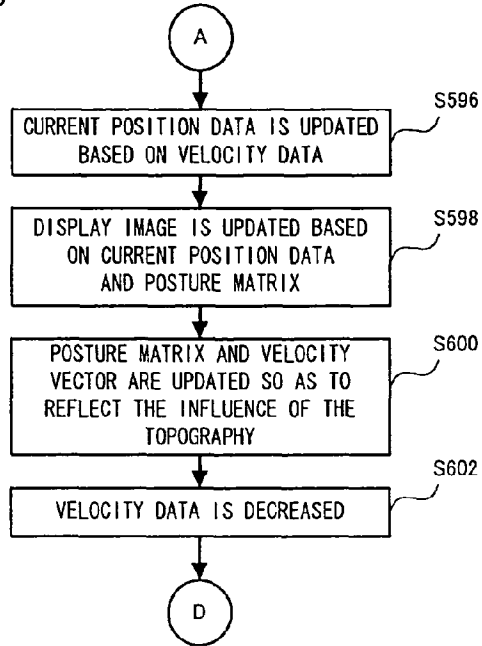 A
CURRENT POSITION DATA IS UPDATED
BASED ON VELOCITY DATA
S596
DISPLAY IMAGE IS UPDATED BASED
ON CURRENT POSITION DATA
AND POSTURE MATRIX
S598
POSTURE MATRIX AND VELOCITY
VECTOR ARE UPDATED SO AS TO
REFLECT THE INFLUENCE OF THE
TOPOGRAPHY
S600
VELOCITY DATA IS DECREASED
S602
D